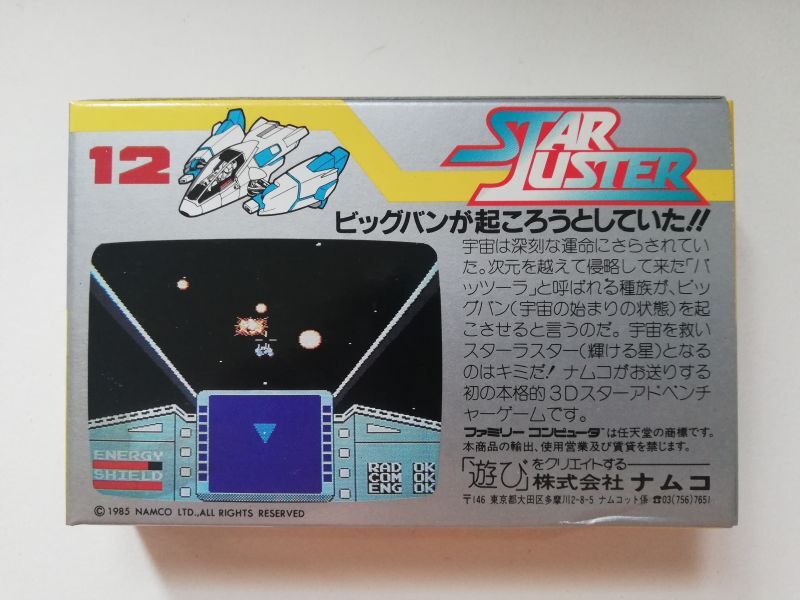 12
STAR
LUSTER
ビッグバンが起ころうとしていた!!
宇宙は深刻な運命にさらされてい
た。次元を越えて侵略して来た「バ
ッツーラ」と呼ばれる種族が、ビッ
グバン(宇宙の始まりの状態)を起
こさせると言うのだ。宇宙を救い
スターラスター(輝ける星)となる
のはキミだ! ナムコがお送りする
初の本格的3Dスターアドベンチ
ャーゲームです。
ファミリーコンピュータは任天堂の商標です。
本商品の輸出、使用営業及び賃貸を禁じます。
「遊び」をクリエイトする
株式会社ナムコ
〒146 東京都大田区多摩川2-8-5 ナムコット係 ☎03(756)7651
ENERGY
SHIELD
RAD OK
COM OK
ENG OK
© 1985 NAMCO LTD., ALL RIGHTS RESERVED